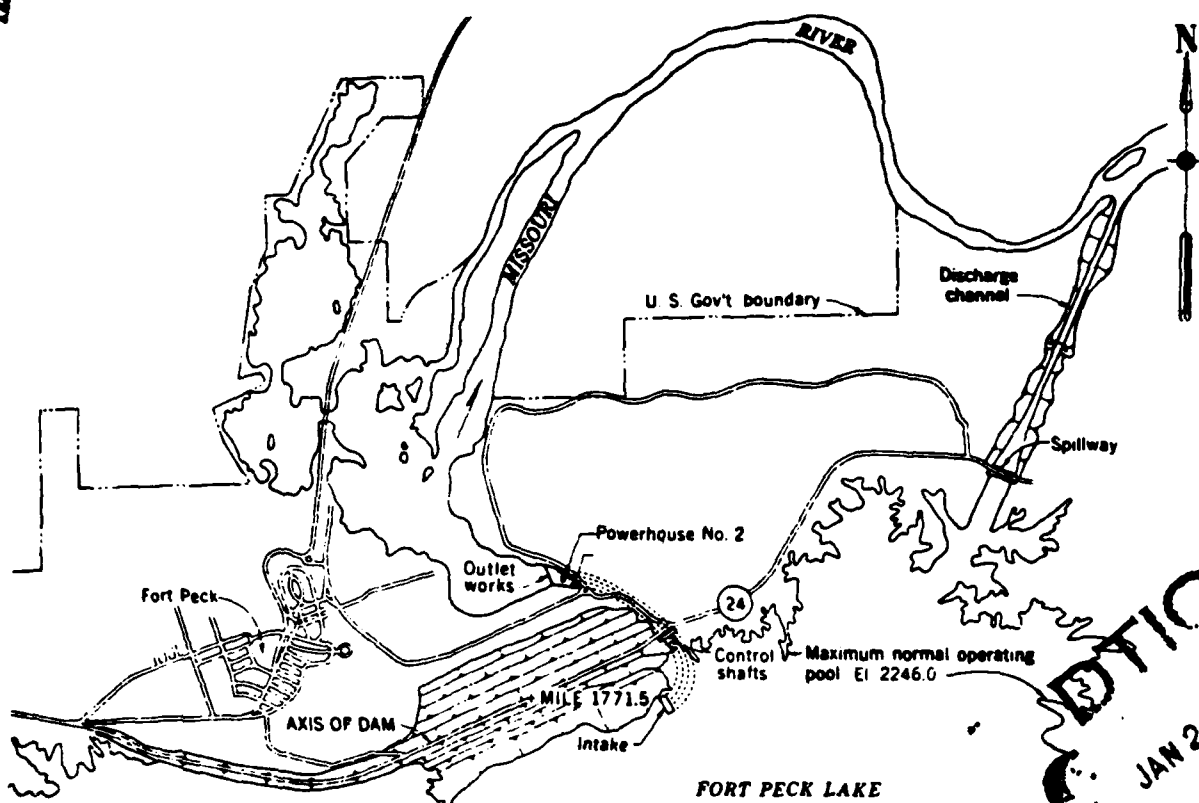 RIVER
N
MISSOURI
U. S. Gov't boundary
Discharge
channel
Spillway
Powerhouse No. 2
Outlet
works
Fort Peck
24
Control
shafts
Maximum normal operating
pool El 2246.0
MILE 1771.5
AXIS OF DAM
Intake
FORT PECK LAKE
DTIC
JAN 2